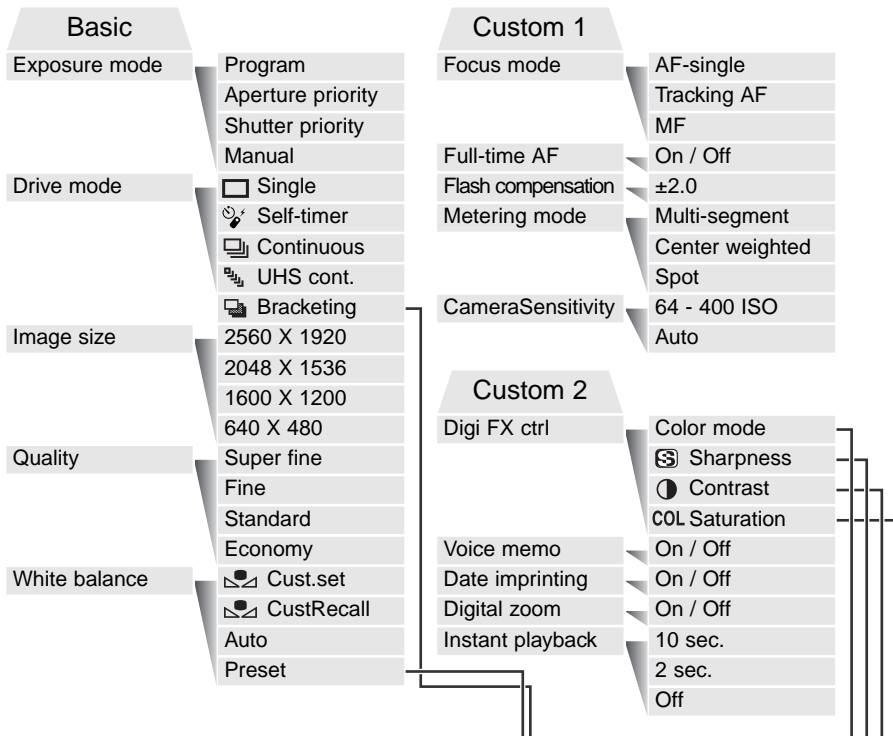 Basic
Exposure mode
Program
Aperture priority
Shutter priority
Manual
Drive mode
Single
Self-timer
Continuous
UHS cont.
Bracketing
Image size
2560 X 1920
2048 X 1536
1600 X 1200
640 X 480
Quality
Super fine
Fine
Standard
Economy
White balance
Cust.set
CustRecall
Auto
Preset
Custom 1
Focus mode
AF-single
Tracking AF
MF
Full-time AF
On / Off
Flash compensation
±2.0
Metering mode
Multi-segment
Center weighted
Spot
CameraSensitivity
64 - 400 ISO
Auto
Custom 2
Digi FX ctrl
Color mode
S Sharpness
Contrast
COL Saturation
Voice memo
On / Off
Date imprinting
On / Off
Digital zoom
On / Off
Instant playback
10 sec.
2 sec.
Off